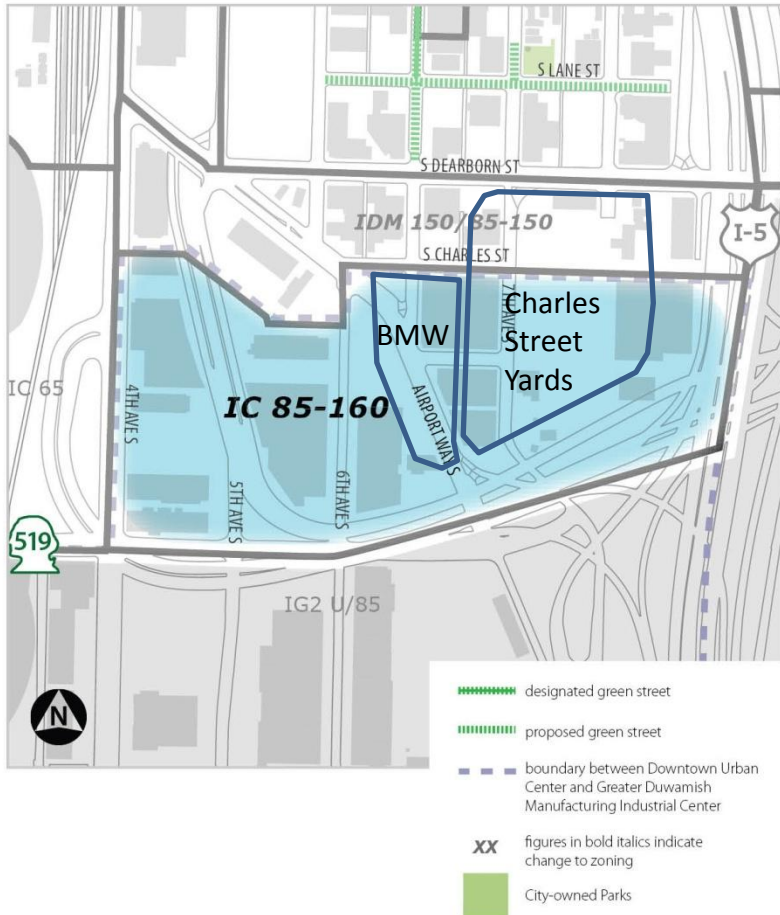 S LANE ST
S DEARBORN ST
IDM 150/85-150
S CHARLES ST
I-5
7TH AVE S
Charles
Street
Yards
BMW
IC 65
4TH AVE S
IC 85-160
AIRPORT WAY S
5TH AVE S
6TH AVE S
519
IG2 U/85
N
designated green street
proposed green street
boundary between Downtown Urban
Center and Greater Duwamish
Manufacturing Industrial Center
XX
figures in bold italics indicate
change to zoning
City-owned Parks